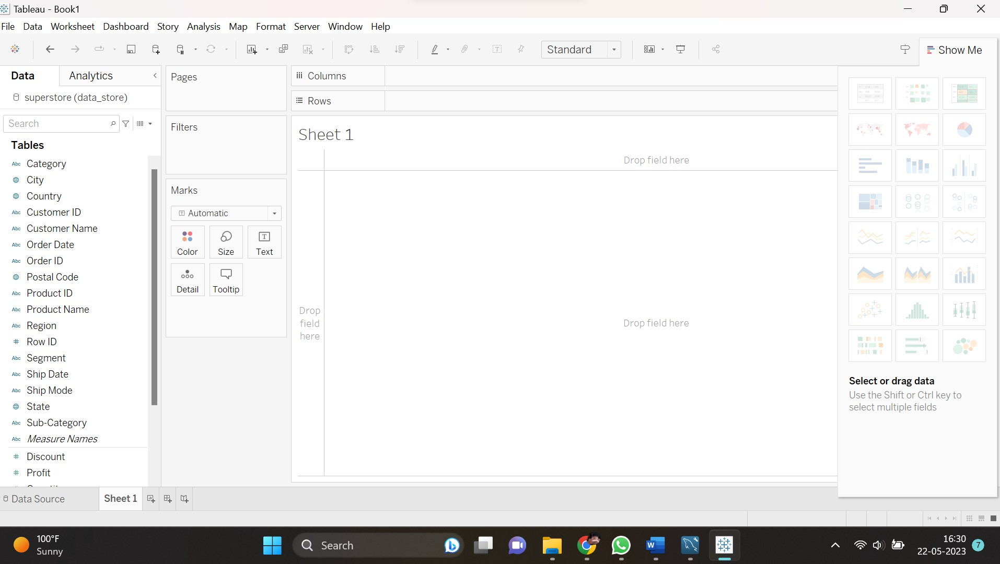 Tableau - Book1
File Data Worksheet Dashboard Story Analysis Map Format Server Window Help
Standard
Show Me
Data
Analytics
superstore (data_store)
Search
Tables
Abc Category
City
Country
Abc Customer ID
Abc Customer Name
Abc Order Date
Abc Order ID
Postal Code
Abc Product ID
Abc Product Name
Abc Region
# Row ID
Abc Segment
Abc Ship Date
Abc Ship Mode
State
Abc Sub-Category
Abc Measure Names
# Discount
# Profit
Pages
Filters
Marks
Automatic
Color
Size
Text
Detail
Tooltip
Columns
Rows
Sheet 1
Drop field here
Drop
field
here
Drop field here
Select or drag data
Use the Shift or Ctrl key to
select multiple fields
Data Source
Sheet 1
100°F
Sunny
Search
16:30
22-05-2023
7